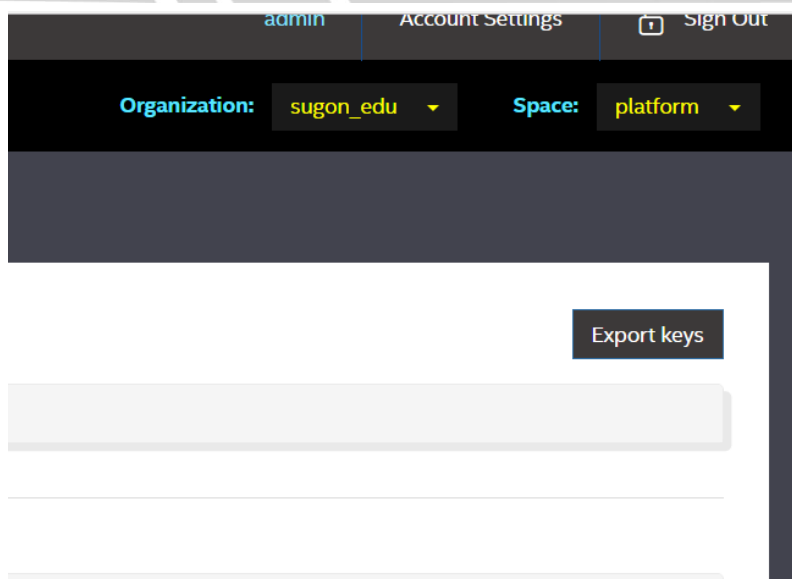 admin Account Settings Sign Out
Organization: sugon_edu Space: platform
Export keys